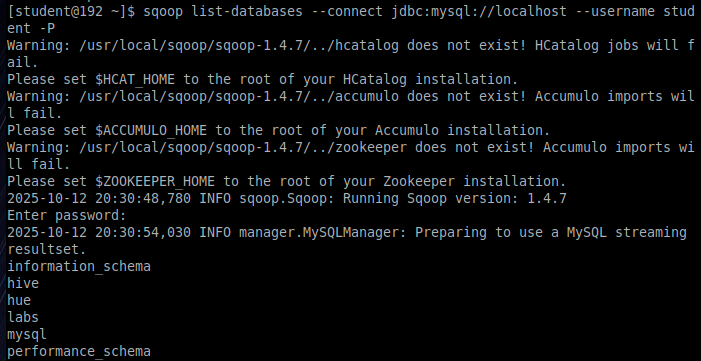 [student@192 ~]$ sqoop list-databases --connect jdbc:mysql://localhost --username stud
ent -P
Warning: /usr/local/sqoop/sqoop-1.4.7/../hcatalog does not exist! HCatalog jobs will f
ail.
Please set $HCAT_HOME to the root of your HCatalog installation.
Warning: /usr/local/sqoop/sqoop-1.4.7/../accumulo does not exist! Accumulo imports wil
l fail.
Please set $ACCUMULO_HOME to the root of your Accumulo installation.
Warning: /usr/local/sqoop/sqoop-1.4.7/../zookeeper does not exist! Accumulo imports wi
ll fail.
Please set $ZOOKEEPER_HOME to the root of your Zookeeper installation.
2025-10-12 20:30:48,780 INFO sqoop.Sqoop: Running Sqoop version: 1.4.7
Enter password:
2025-10-12 20:30:54,030 INFO manager.MySQLManager: Preparing to use a MySQL streaming
resultset.
information_schema
hive
hue
labs
mysql
performance_schema